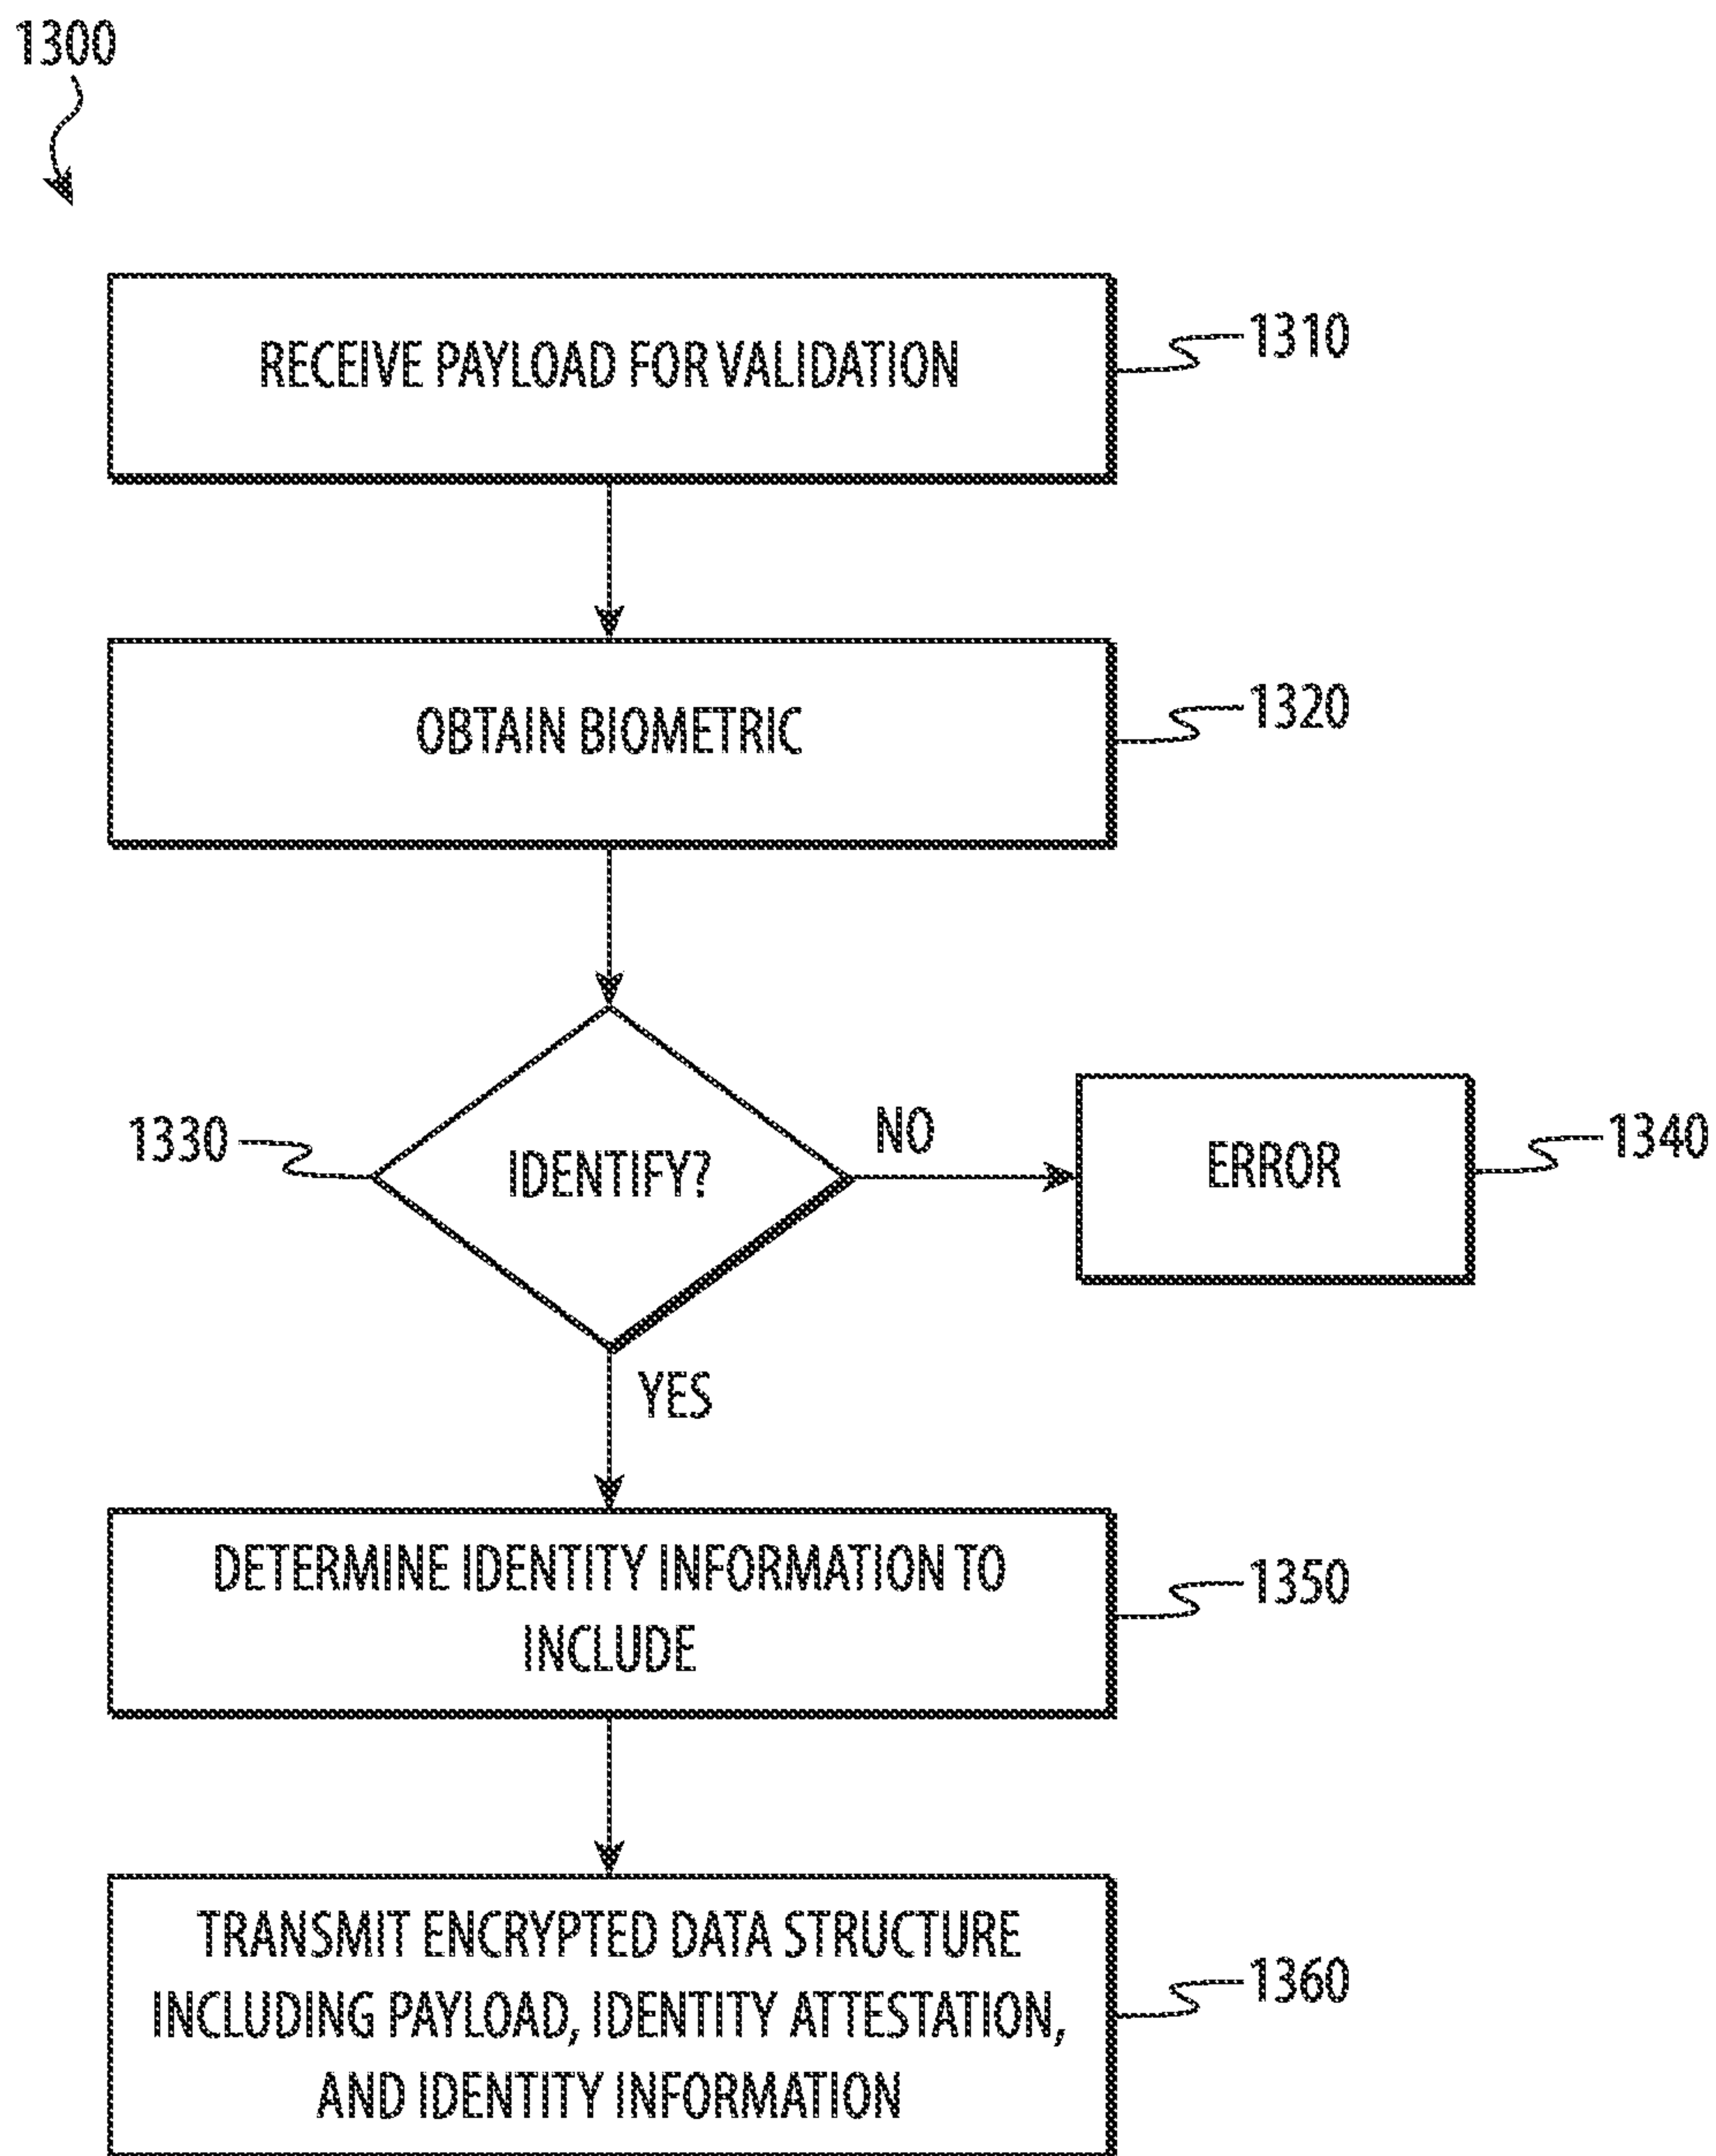 1300
RECEIVE PAYLOAD FOR VALIDATION
1310
OBTAIN BIOMETRIC
1320
1330
IDENTIFY?
NO
ERROR
1340
YES
DETERMINE IDENTITY INFORMATION TO
INCLUDE
1350
TRANSMIT ENCRYPTED DATA STRUCTURE
INCLUDING PAYLOAD, IDENTITY ATTESTATION,
AND IDENTITY INFORMATION
1360